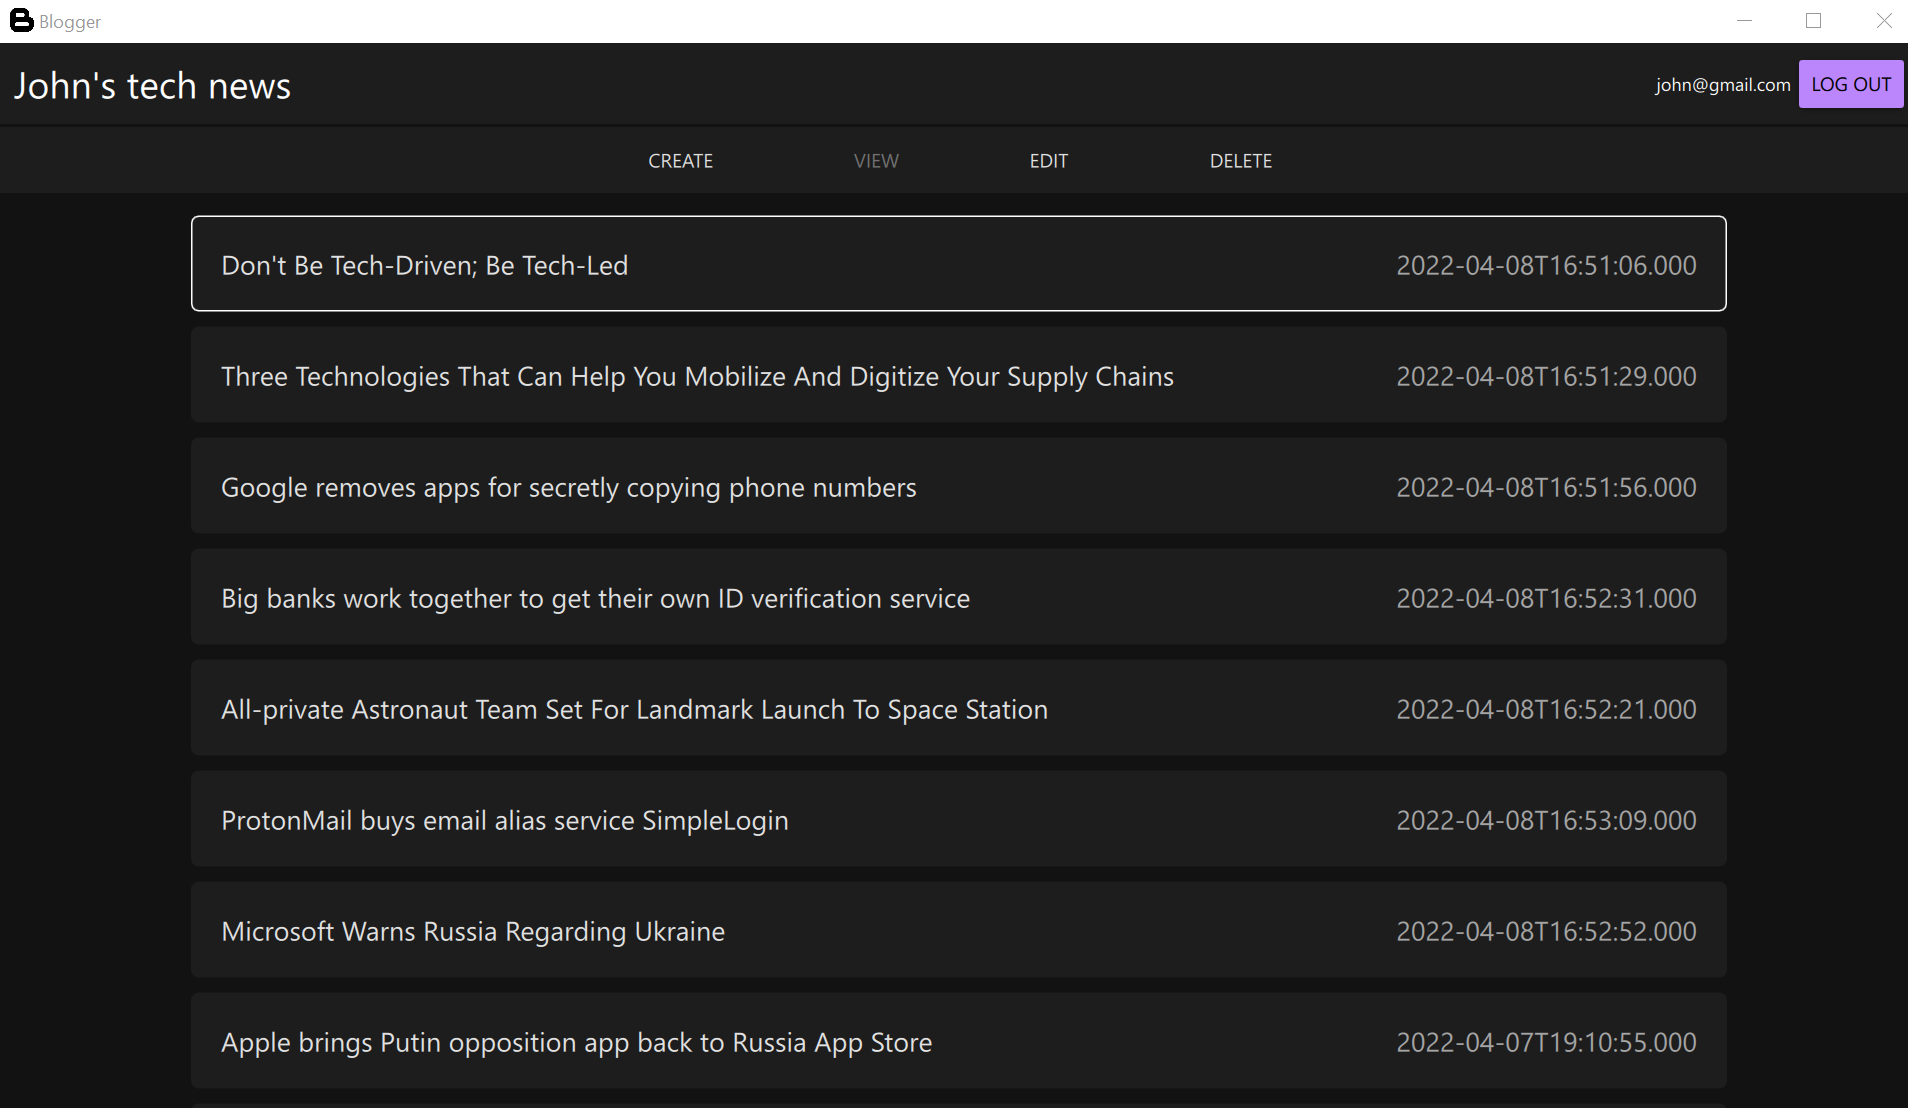 Blogger
John's tech news
john@gmail.com LOG OUT
CREATE VIEW EDIT DELETE
Don't Be Tech-Driven; Be Tech-Led 2022-04-08T16:51:06.000
Three Technologies That Can Help You Mobilize And Digitize Your Supply Chains 2022-04-08T16:51:29.000
Google removes apps for secretly copying phone numbers 2022-04-08T16:51:56.000
Big banks work together to get their own ID verification service 2022-04-08T16:52:31.000
All-private Astronaut Team Set For Landmark Launch To Space Station 2022-04-08T16:52:21.000
ProtonMail buys email alias service SimpleLogin 2022-04-08T16:53:09.000
Microsoft Warns Russia Regarding Ukraine 2022-04-08T16:52:52.000
Apple brings Putin opposition app back to Russia App Store 2022-04-07T19:10:55.000